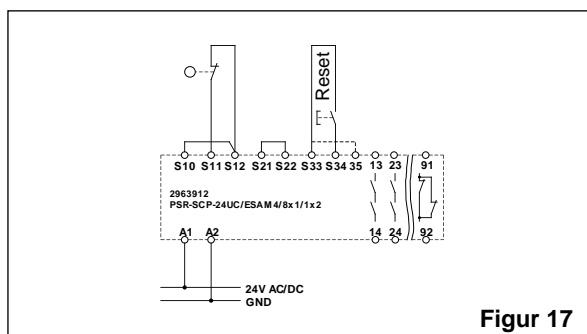 Reset
S10 S11 S12 S21 S22 S33 S34 35 13 23 91
2963912
PSR-SCP-24UC/ESAM4/8x1/1x2
A1 A2 14 24 92
24V AC/DC
GND
Figur 17